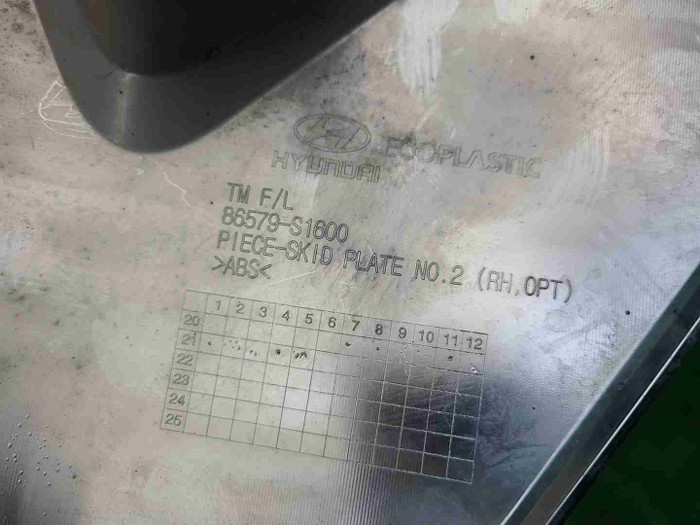 HYUNDAI ECOPLASTIC
TM F/L
86579-S1600
PIECE-SKID PLATE NO.2 (RH,OPT)
>ABS<
1 2 3 4 5 6 7 8 9 10 11 12
20
21
22
23
24
25